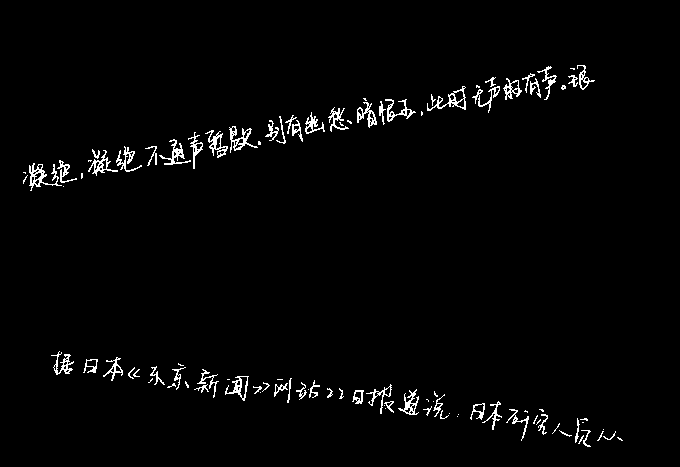 凝绝,凝绝不通声暂歇.别有幽愁暗恨生,此时无声胜有声。银
据日本《东京新闻》网站22日报道说,日本研究人员从